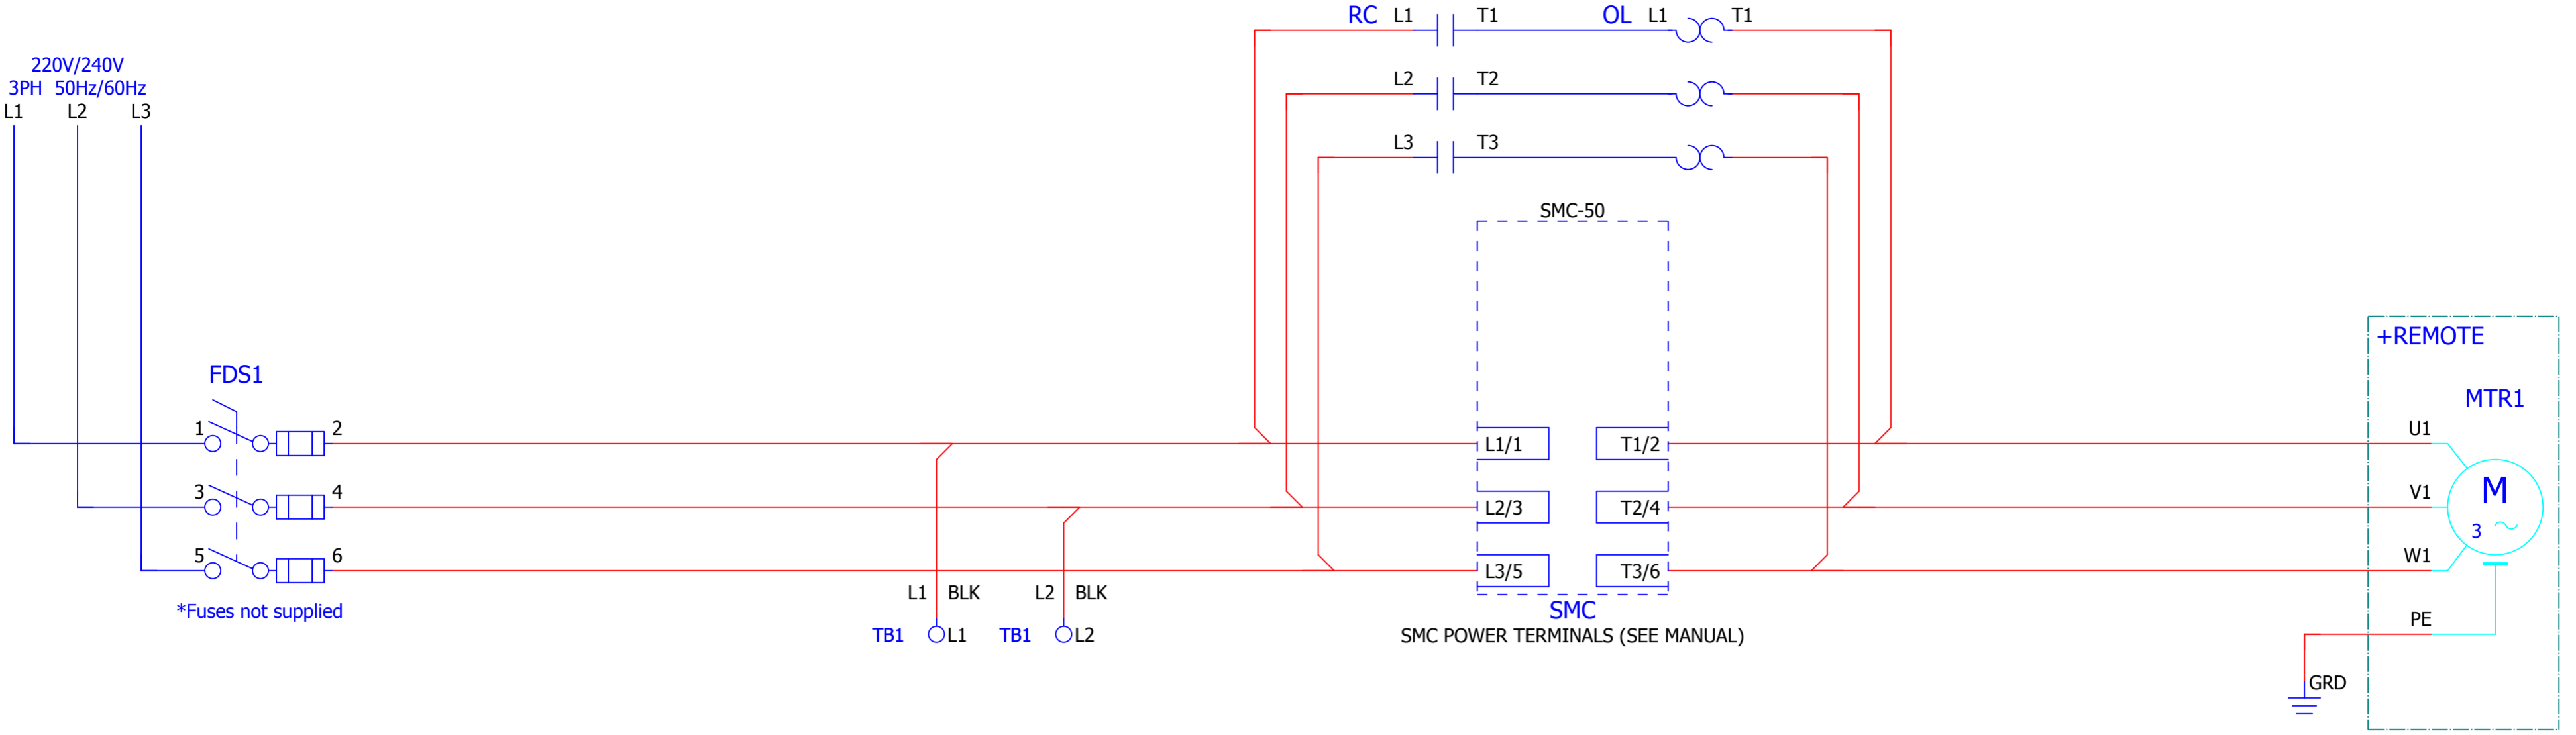 RC L1 T1 OL L1 T1
220V/240V
3PH 50Hz/60Hz
L1 L2 L3
L2 T2
L3 T3
SMC-50
+REMOTE
FDS1
MTR1
1 2 L1/1 T1/2 U1
3 4 L2/3 T2/4 V1
M
3
5 6 L3/5 T3/6 W1
L1 BLK L2 BLK
*Fuses not supplied
SMC
PE
TB1 L1 TB1 L2
SMC POWER TERMINALS (SEE MANUAL)
GRD